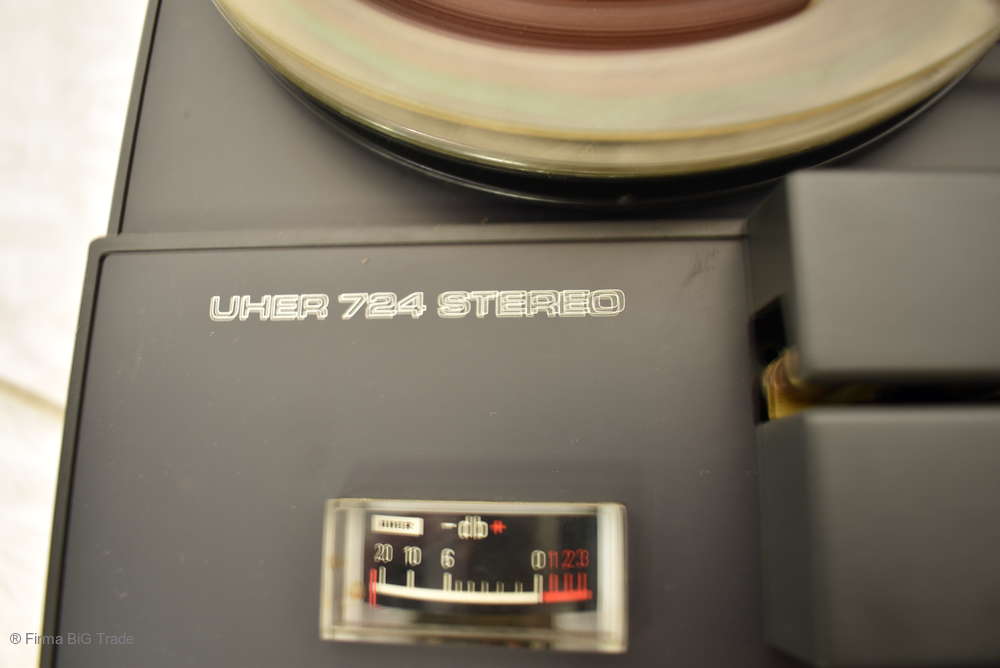 UHER 724 STEREO
UHER - db +
20 10 6 0 1 2 3
® Firma BiG Trade